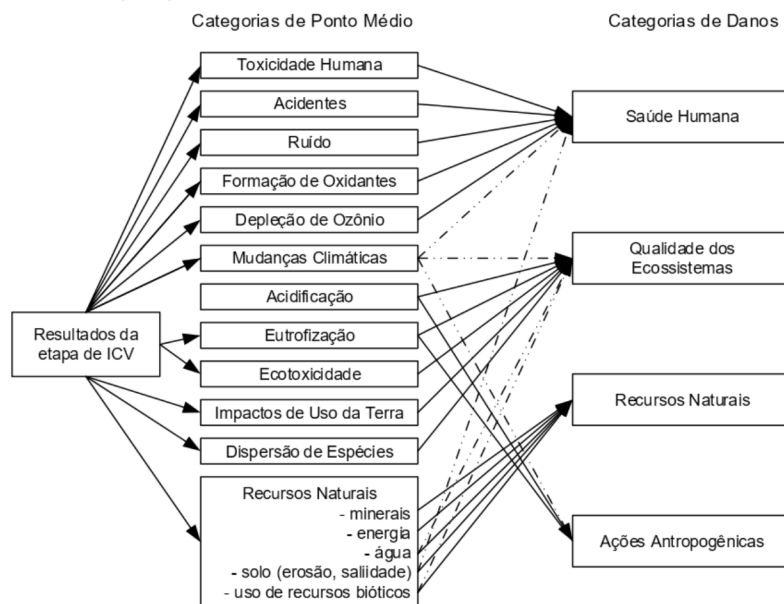 Categorias de Ponto Médio
Categorias de Danos
Toxicidade Humana
Acidentes
Ruído
Formação de Oxidantes
Depleção de Ozônio
Mudanças Climáticas
Acidificação
Eutrofização
Ecotoxicidade
Impactos de Uso da Terra
Dispersão de Espécies
Recursos Naturais
- minerais
- energia
- água
- solo (erosão, saliidade)
- uso de recursos bióticos
Resultados da
etapa de ICV
Saúde Humana
Qualidade dos
Ecossistemas
Recursos Naturais
Ações Antropogênicas